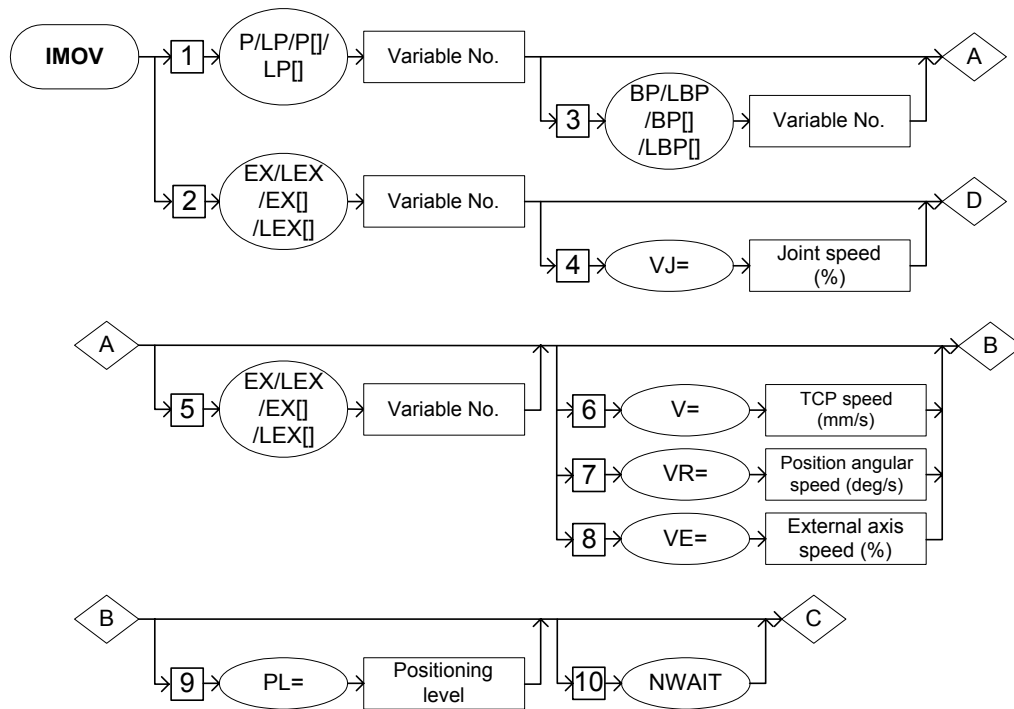 IMOV
1
P/LP/P[]/
LP[]
Variable No.
A
3
BP/LBP
/BP[]
/LBP[]
Variable No.
2
EX/LEX
/EX[]
/LEX[]
Variable No.
D
4
VJ=
Joint speed
(%)
A
B
5
EX/LEX
/EX[]
/LEX[]
Variable No.
6
V=
TCP speed
(mm/s)
7
VR=
Position angular
speed (deg/s)
8
VE=
External axis
speed (%)
B
C
9
PL=
Positioning
level
10
NWAIT